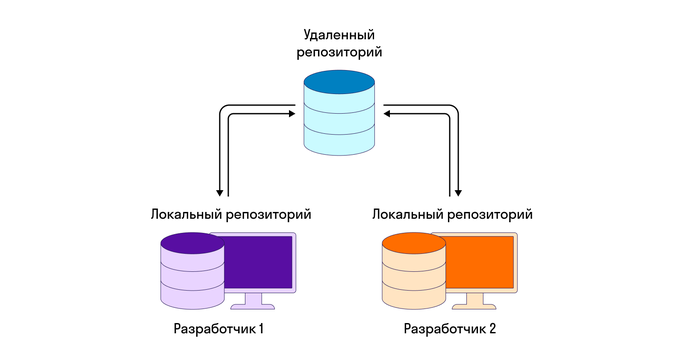 Удаленный
репозиторий
Локальный репозиторий
Локальный репозиторий
Разработчик 1
Разработчик 2